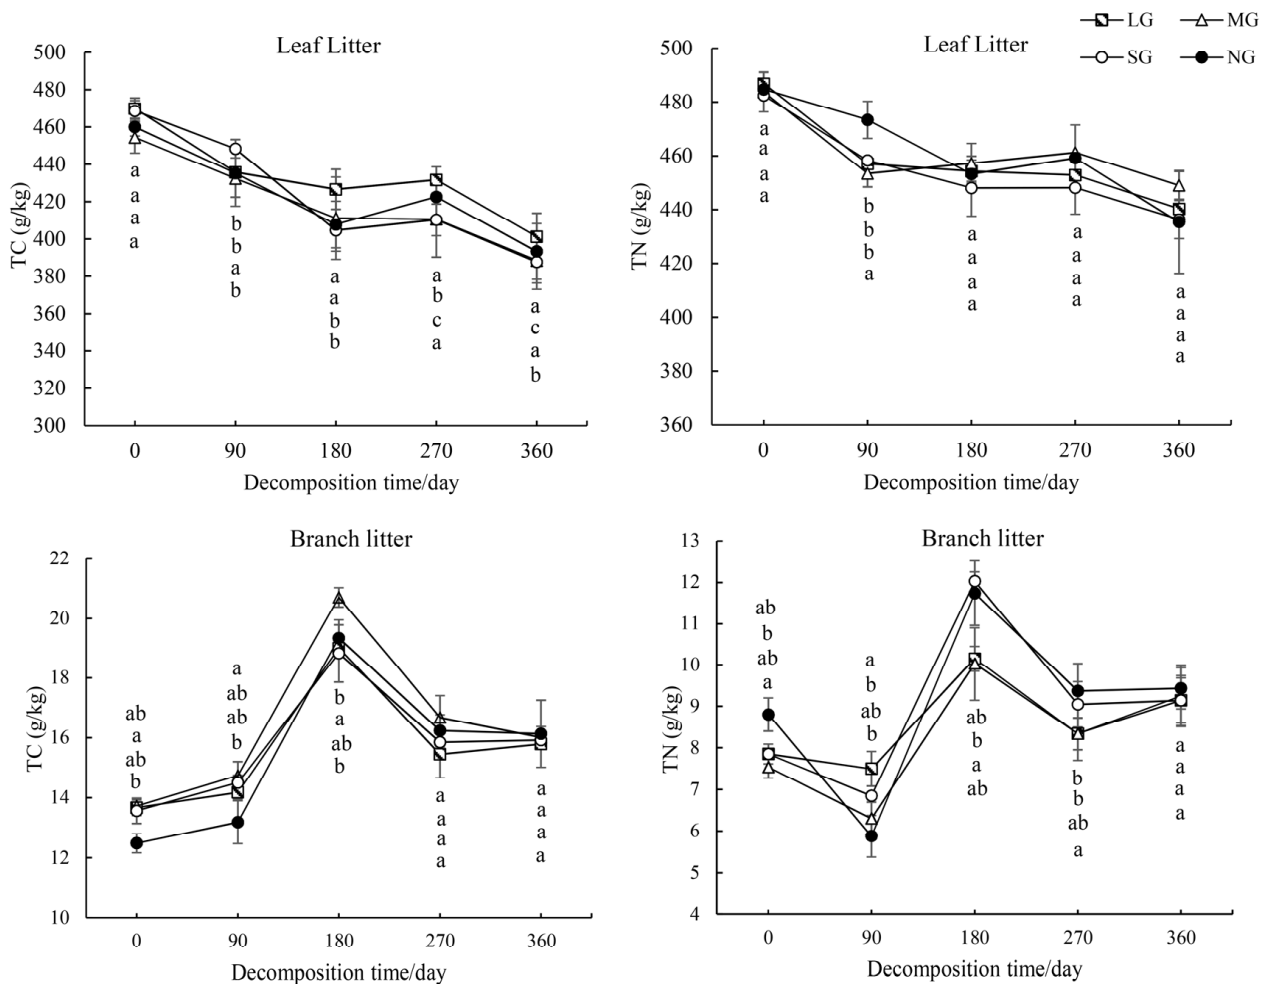 LG
MG
SG
NG
Leaf Litter
500
480
460
440
420
400
380
360
340
320
300
TC (g/kg)
a
a
a
a
b
b
a
b
a
a
b
b
a
b
c
a
a
c
a
b
0
90
180
270
360
Decomposition time/day
Leaf Litter
500
480
460
440
420
400
380
360
TN (g/kg)
a
a
a
a
b
b
b
a
a
a
a
a
a
a
a
a
a
a
a
a
0
90
180
270
360
Decomposition time/day
Branch litter
22
20
18
16
14
12
10
TC (g/kg)
ab
a
ab
b
a
ab
ab
b
b
a
ab
b
a
a
a
a
a
a
a
a
0
90
180
270
360
Decomposition time/day
Branch litter
13
12
11
10
9
8
7
6
5
4
TN (g/kg)
ab
b
ab
a
a
b
ab
b
ab
b
a
ab
b
b
ab
a
a
a
a
a
0
90
180
270
360
Decomposition time/day